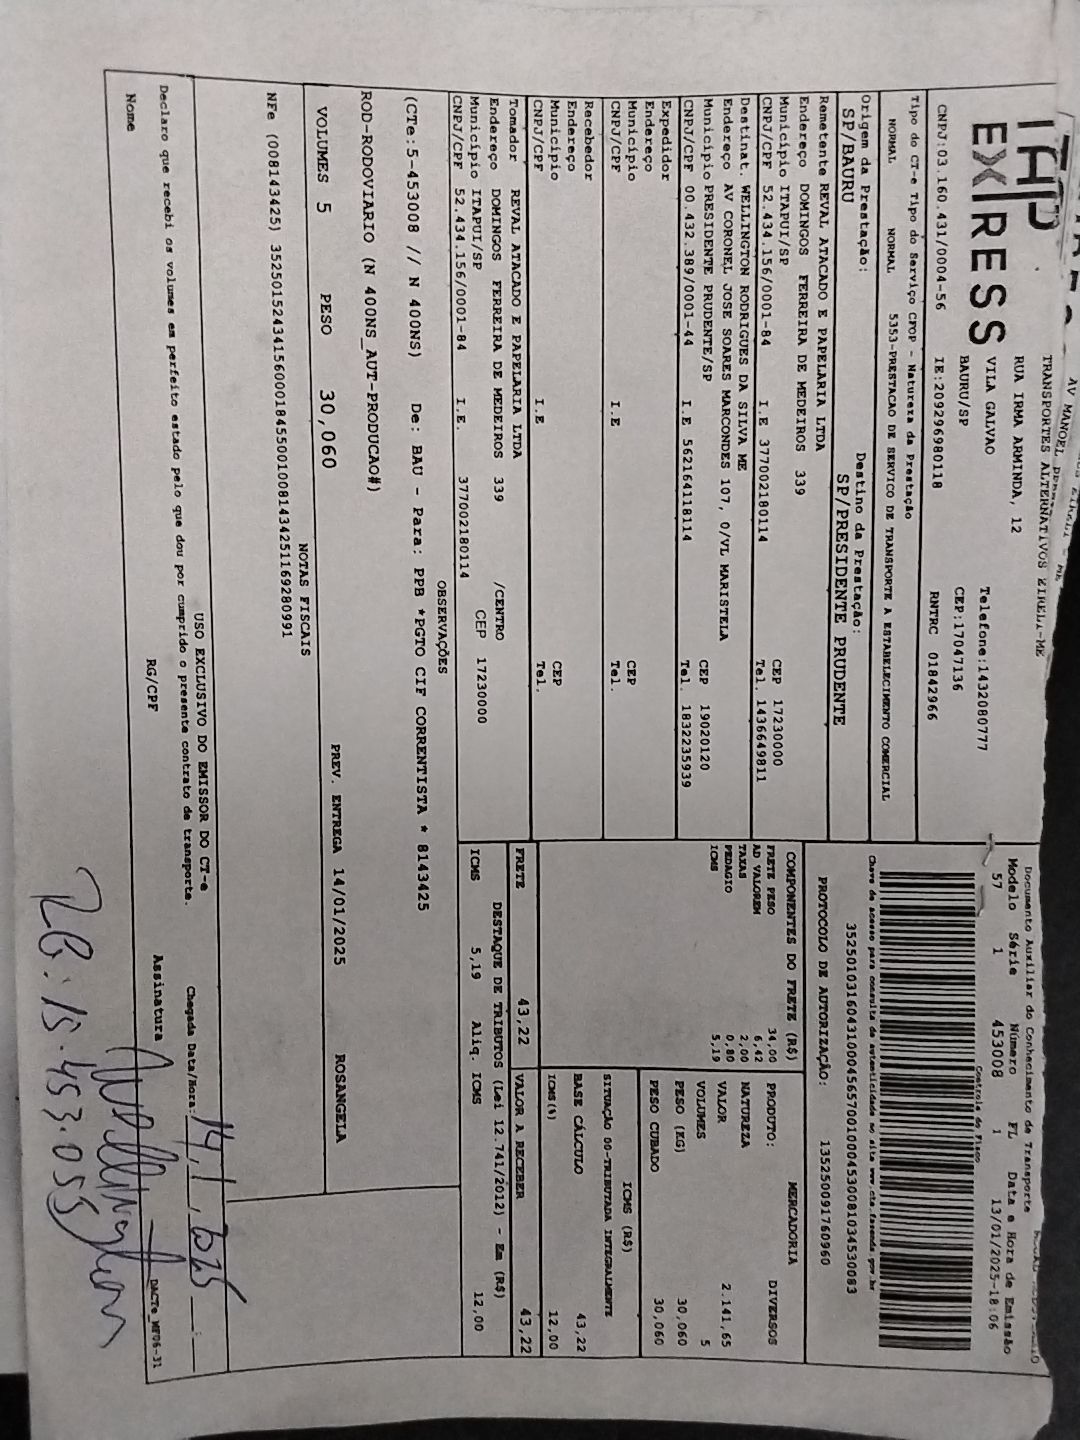 AV MANOEL
TRANSPORTES ALTERNATIVOS EIRELI-ME
EXPRESS
RUA IRMA ARMINDA, 12
VILA GALVAO
BAURU/SP
Telefone:1432080777
CEP:17047136
CNPJ:03.160.431/0004-56 IE:209296980118 RNTRC 01842966
Documento Auxiliar do Conhecimento de Transporte
Modelo Série Número FL Data e Hora de Emissão
57 1 453008 1 13/01/2025-18:06
Controle do Fisco
Chave de acesso para consulta de autenticidade no site www.cte.fazenda.gov.br
35250103160431000456570010004530081034530083
PROTOCOLO DE AUTORIZAÇÃO: 135250091760960
Tipo do CT-e Tipo do Serviço CFOP - Natureza da Prestação
NORMAL NORMAL 5353-PRESTACAO DE SERVICO DE TRANSPORTE A ESTABELECIMENTO COMERCIAL
Origem da Prestação: Destino da Prestação:
SP/BAURU SP/PRESIDENTE PRUDENTE
Remetente REVAL ATACADO E PAPELARIA LTDA
Endereço DOMINGOS FERREIRA DE MEDEIROS 339
Município ITAPUI/SP CEP 17230000
CNPJ/CPF 52.434.156/0001-84 I.E 377002180114 Tel. 1436649811
Destinat. WELLINGTON RODRIGUES DA SILVA ME
Endereço AV CORONEL JOSE SOARES MARCONDES 107, 0/VL MARISTELA
Município PRESIDENTE PRUDENTE/SP CEP 19020120
CNPJ/CPF 00.432.389/0001-44 I.E 562164118114 Tel. 1832235939
Expedidor
Endereço
Município CEP
CNPJ/CPF I.E Tel.
Recebedor
Endereço
Município CEP
CNPJ/CPF I.E Tel.
Tomador REVAL ATACADO E PAPELARIA LTDA
Endereço DOMINGOS FERREIRA DE MEDEIROS 339 /CENTRO
Município ITAPUI/SP CEP 17230000
CNPJ/CPF 52.434.156/0001-84 I.E. 377002180114
COMPONENTES DO FRETE (R$)
FRETE PESO 34,00
AD VALOREM 6,42
TAXAS 2,00
PEDAGIO 0,80
ICMS 5,19
MERCADORIA
PRODUTO: DIVERSOS
NATUREZA
VALOR 2.141,65
VOLUMES 5
PESO (KG) 30,060
PESO CUBADO 30,060
ICMS (R$)
SITUAÇÃO 00-TRIBUTADA INTEGRALMENTE
BASE CÁLCULO 43,22
ICMS(%) 12,00
FRETE 43,22 VALOR A RECEBER 43,22
DESTAQUE DE TRIBUTOS (Lei 12.741/2012) - Em (R$)
ICMS 5,19 Aliq. ICMS 12,00
OBSERVAÇÕES
(CTe:5-453008 // N 400NS) De: BAU - Para: PPB *PGTO CIF CORRENTISTA * 8143425
ROD-RODOVIARIO (N 400NS_AUT-PRODUCAO#)
VOLUMES 5 PESO 30,060 PREV. ENTREGA 14/01/2025 ROSANGELA
NOTAS FISCAIS
NFe (008143425) 35250152434156000184550010081434251169280991
USO EXCLUSIVO DO EMISSOR DO CT-e
Declaro que recebi os volumes em perfeito estado pelo que dou por cumprido o presente contrato de transporte.
Chegada Data/Hora: 14/1/2025
Nome RG/CPF Assinatura
DACTe_MF06-31
28.15.453.055